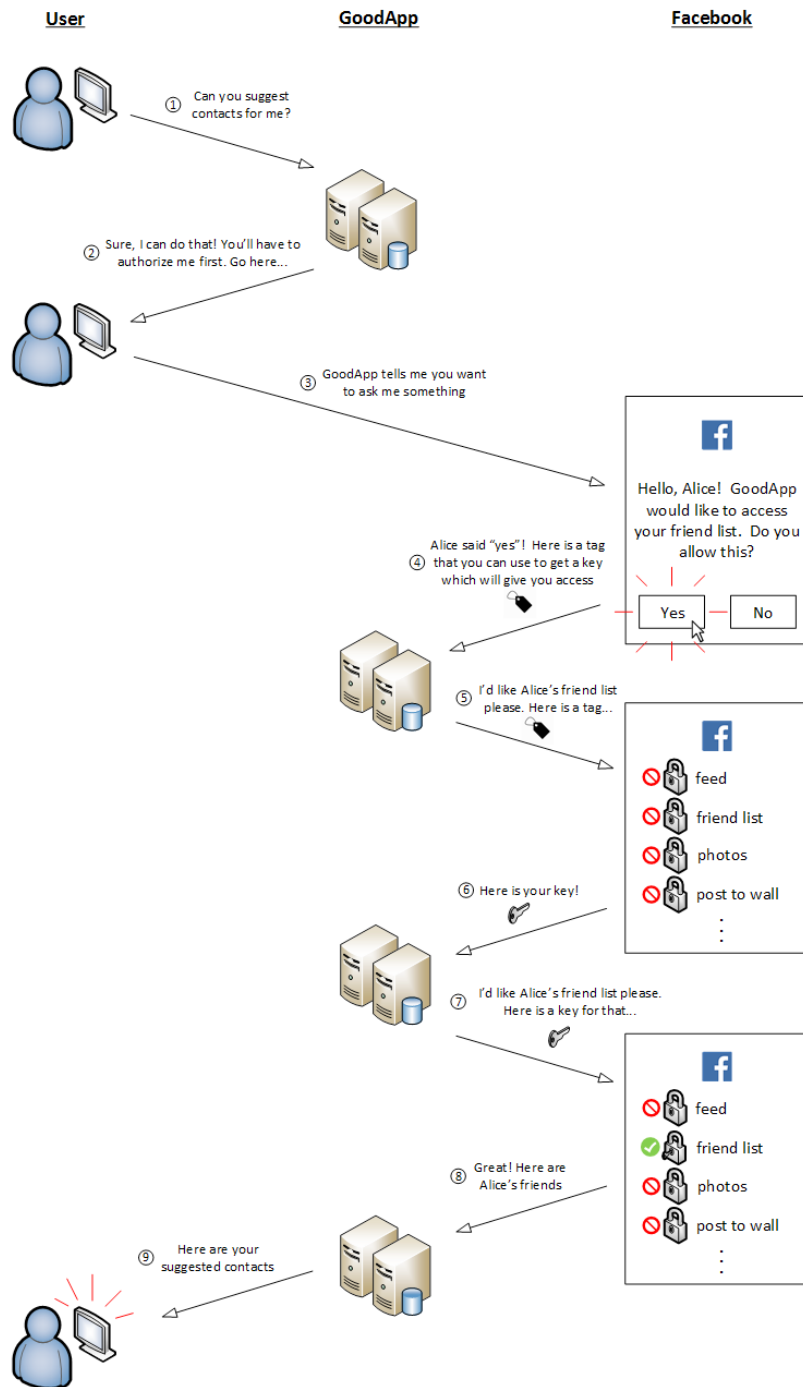 User
GoodApp
Facebook
① Can you suggest
contacts for me?
② Sure, I can do that! You'll have to
authorize me first. Go here...
③ GoodApp tells me you want
to ask me something
Hello, Alice!  GoodApp
would like to access
your friend list.  Do you
allow this?
Yes
No
④ Alice said “yes”!  Here is a tag
that you can use to get a key
which will give you access
⑤ I'd like Alice's friend list
please. Here is a tag...
feed
friend list
photos
post to wall
⑥ Here is your key!
⑦ I'd like Alice's friend list please.
Here is a key for that...
feed
friend list
photos
post to wall
⑧ Great! Here are
Alice's friends
⑨ Here are your
suggested contacts